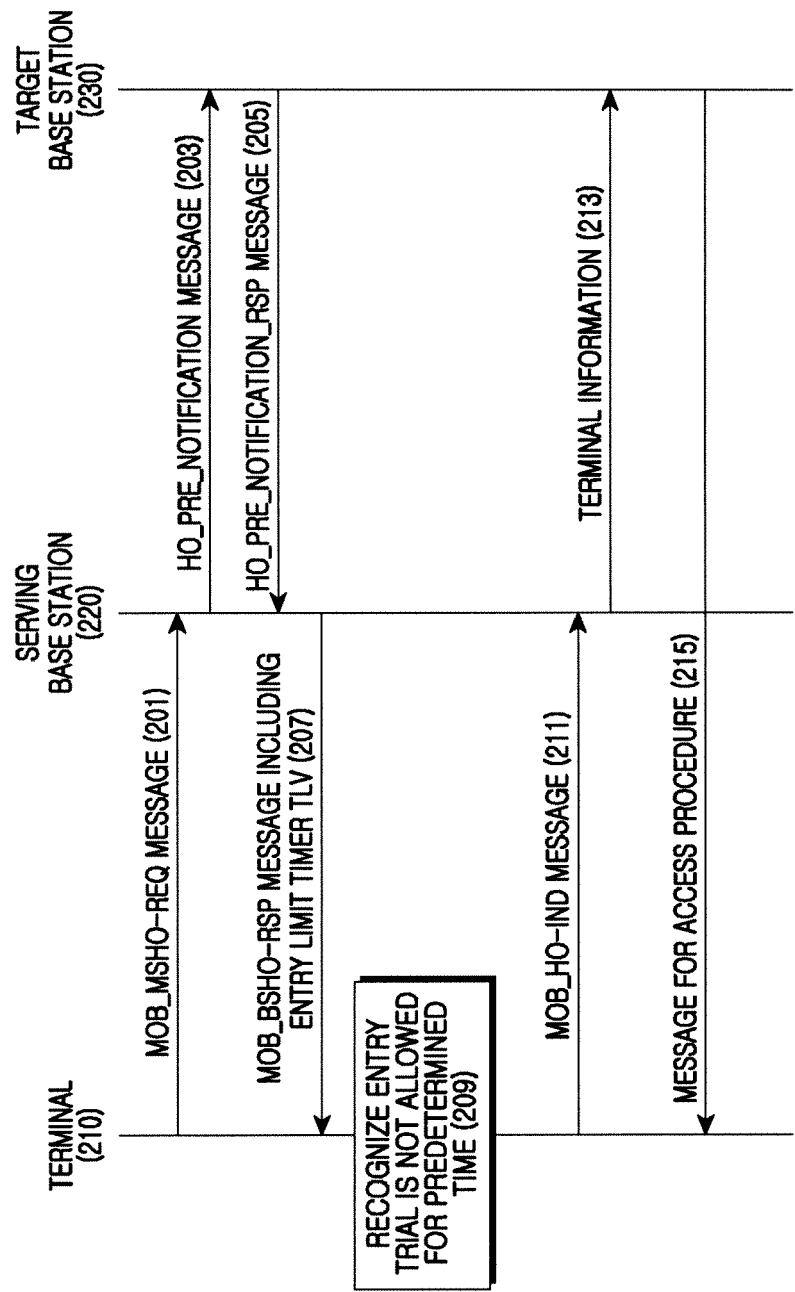 TERMINAL
(210)
SERVING
BASE STATION
(220)
TARGET
BASE STATION
(230)
MOB_MSHO-REQ MESSAGE (201)
HO_PRE_NOTIFICATION MESSAGE (203)
HO_PRE_NOTIFICATION_RSP MESSAGE (205)
MOB_BSHO-RSP MESSAGE INCLUDING
ENTRY LIMIT TIMER TLV (207)
RECOGNIZE ENTRY
TRIAL IS NOT ALLOWED
FOR PREDETERMINED
TIME (209)
MOB_HO-IND MESSAGE (211)
TERMINAL INFORMATION (213)
MESSAGE FOR ACCESS PROCEDURE (215)